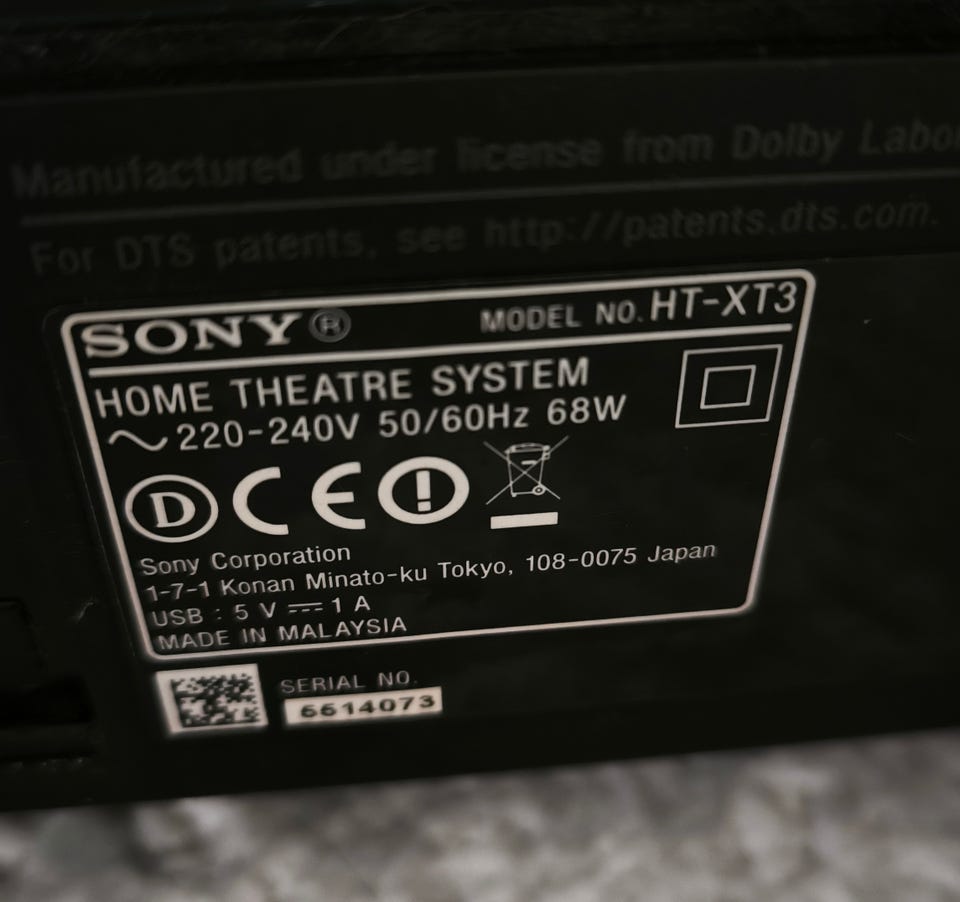 Manufactured under license from Dolby Labo
For DTS patents, see http://patents.dts.com.
SONY® MODEL NO. HT-XT3
HOME THEATRE SYSTEM
~ 220-240V 50/60Hz 68W
D CE !
Sony Corporation
1-7-1 Konan Minato-ku Tokyo, 108-0075 Japan
USB : 5 V ⎓ 1 A
MADE IN MALAYSIA
SERIAL NO.
6614073